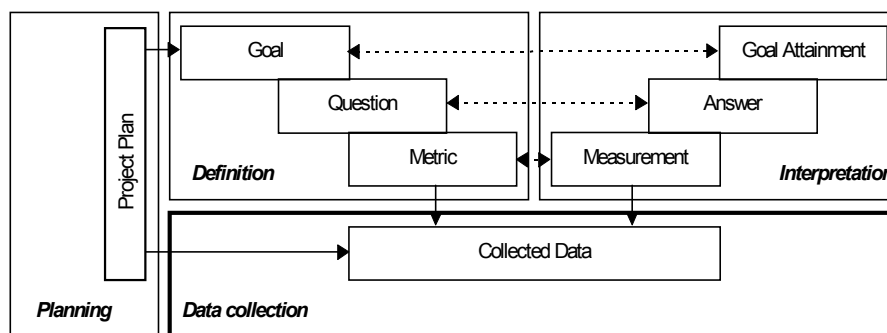 Goal
Goal Attainment
Question
Answer
Metric
Measurement
Definition
Interpretation
Project Plan
Collected Data
Planning
Data collection